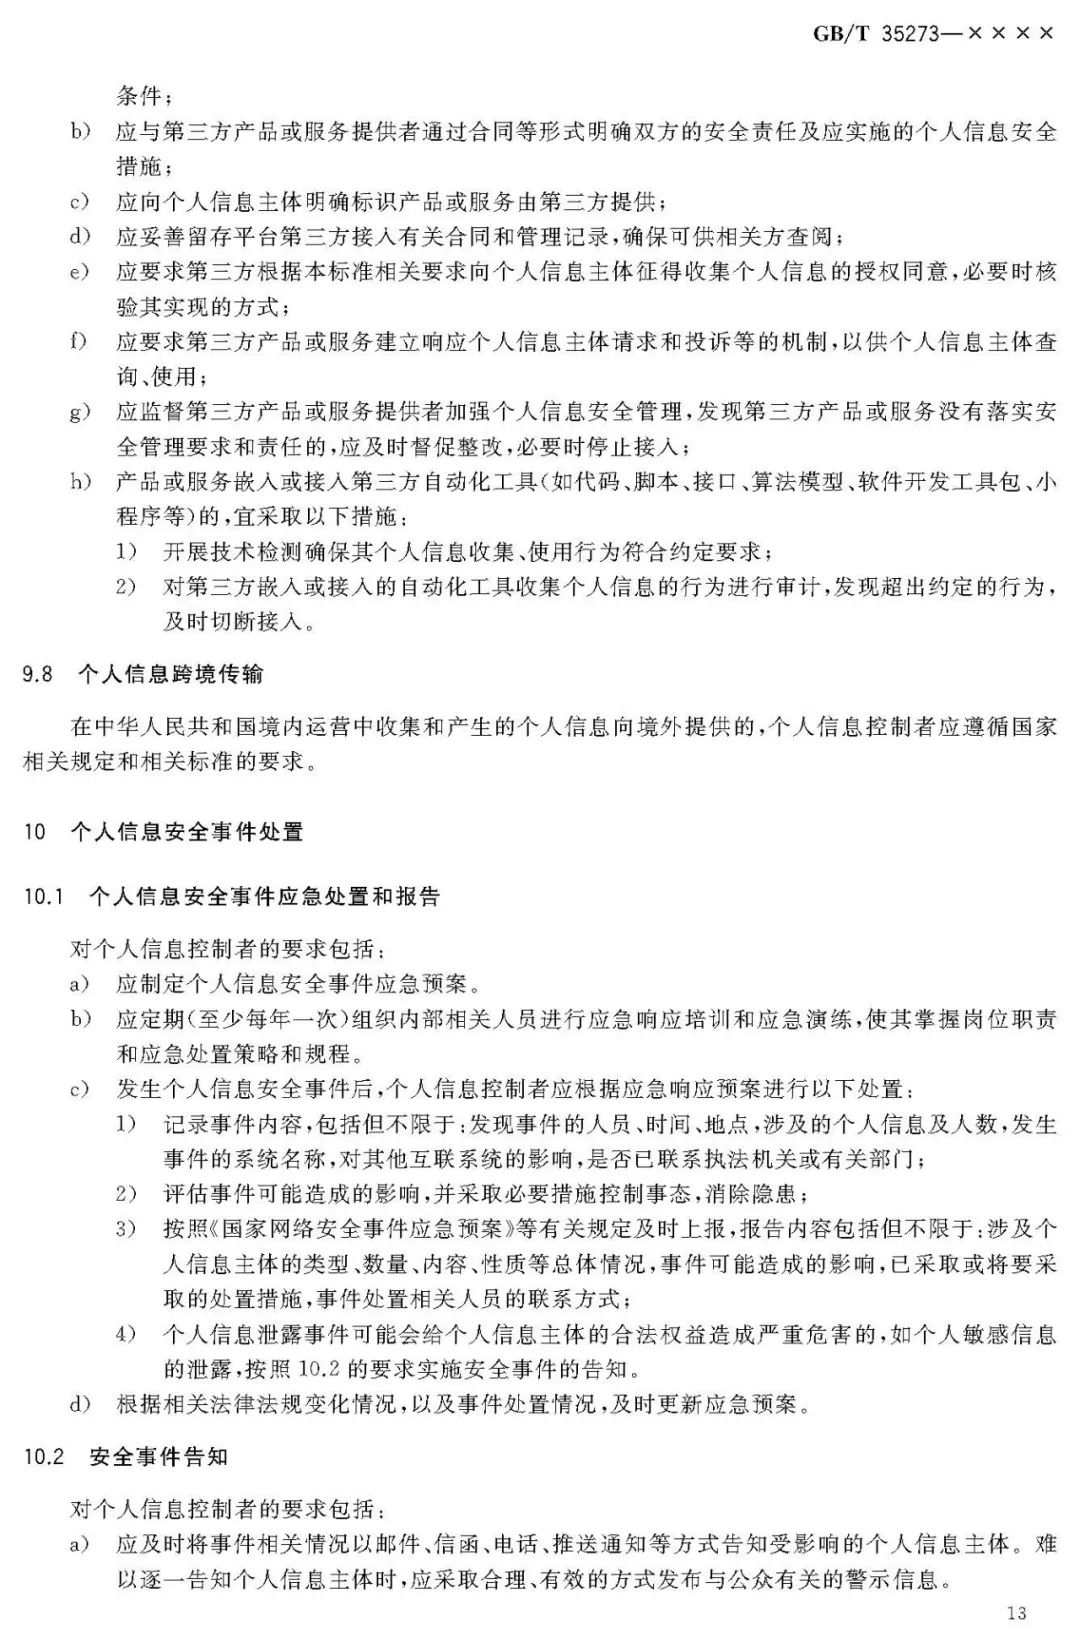 GB/T 35273—××××
条件；
b) 应与第三方产品或服务提供者通过合同等形式明确双方的安全责任及应实施的个人信息安全
措施；
c) 应向个人信息主体明确标识产品或服务由第三方提供；
d) 应妥善留存平台第三方接入有关合同和管理记录，确保可供相关方查阅；
e) 应要求第三方根据本标准相关要求向个人信息主体征得收集个人信息的授权同意，必要时核
验其实现的方式；
f) 应要求第三方产品或服务建立响应个人信息主体请求和投诉等的机制，以供个人信息主体查
询、使用；
g) 应监督第三方产品或服务提供者加强个人信息安全管理，发现第三方产品或服务没有落实安
全管理要求和责任的，应及时督促整改，必要时停止接入；
h) 产品或服务嵌入或接入第三方自动化工具(如代码、脚本、接口、算法模型、软件开发工具包、小
程序等)的，宜采取以下措施：
1) 开展技术检测确保其个人信息收集、使用行为符合约定要求；
2) 对第三方嵌入或接入的自动化工具收集个人信息的行为进行审计，发现超出约定的行为，
及时切断接入。
9.8 个人信息跨境传输
在中华人民共和国境内运营中收集和产生的个人信息向境外提供的，个人信息控制者应遵循国家
相关规定和相关标准的要求。
10 个人信息安全事件处置
10.1 个人信息安全事件应急处置和报告
对个人信息控制者的要求包括：
a) 应制定个人信息安全事件应急预案。
b) 应定期(至少每年一次)组织内部相关人员进行应急响应培训和应急演练，使其掌握岗位职责
和应急处置策略和规程。
c) 发生个人信息安全事件后，个人信息控制者应根据应急响应预案进行以下处置：
1) 记录事件内容，包括但不限于：发现事件的人员、时间、地点，涉及的个人信息及人数，发生
事件的系统名称，对其他互联系统的影响，是否已联系执法机关或有关部门；
2) 评估事件可能造成的影响，并采取必要措施控制事态，消除隐患；
3) 按照《国家网络安全事件应急预案》等有关规定及时上报，报告内容包括但不限于：涉及个
人信息主体的类型、数量、内容、性质等总体情况，事件可能造成的影响，已采取或将要采
取的处置措施，事件处置相关人员的联系方式；
4) 个人信息泄露事件可能会给个人信息主体的合法权益造成严重危害的，如个人敏感信息
的泄露，按照 10.2 的要求实施安全事件的告知。
d) 根据相关法律法规变化情况，以及事件处置情况，及时更新应急预案。
10.2 安全事件告知
对个人信息控制者的要求包括：
a) 应及时将事件相关情况以邮件、信函、电话、推送通知等方式告知受影响的个人信息主体。难
以逐一告知个人信息主体时，应采取合理、有效的方式发布与公众有关的警示信息。
13